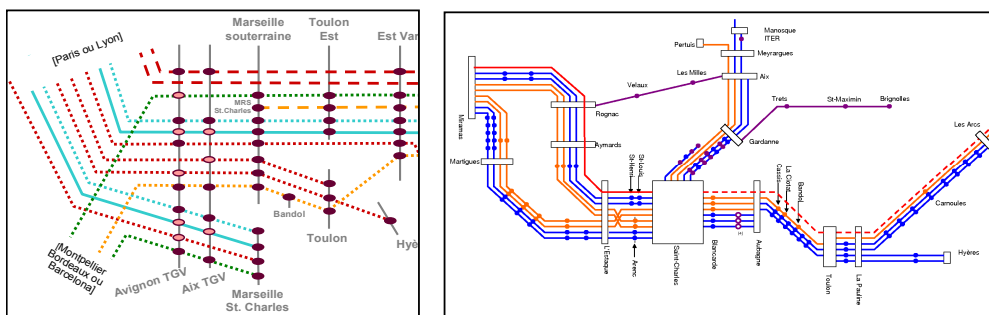 [Paris ou Lyon]
Marseille
souterraine
Toulon
Est
Est Var
MRS
St.Charles
Bandol
Toulon
Hyè
[Montpellier
Bordeaux ou
Barcelona]
Avignon TGV
Aix TGV
Marseille
St. Charles
Manosque
ITER
Pertuis
Meyrargues
Aix
Les Milles
Velaux
Rognac
Trets
St-Maximin
Brignolles
Gardanne
Miramas
Aymards
Martigues
St-Henri
St-Louis
L'Estaque
Arenc
Saint-Charles
Blancarde
Aubagne
Cassis
La Ciotat
Bandol
Toulon
La Pauline
Les Arcs
Carnoules
Hyères